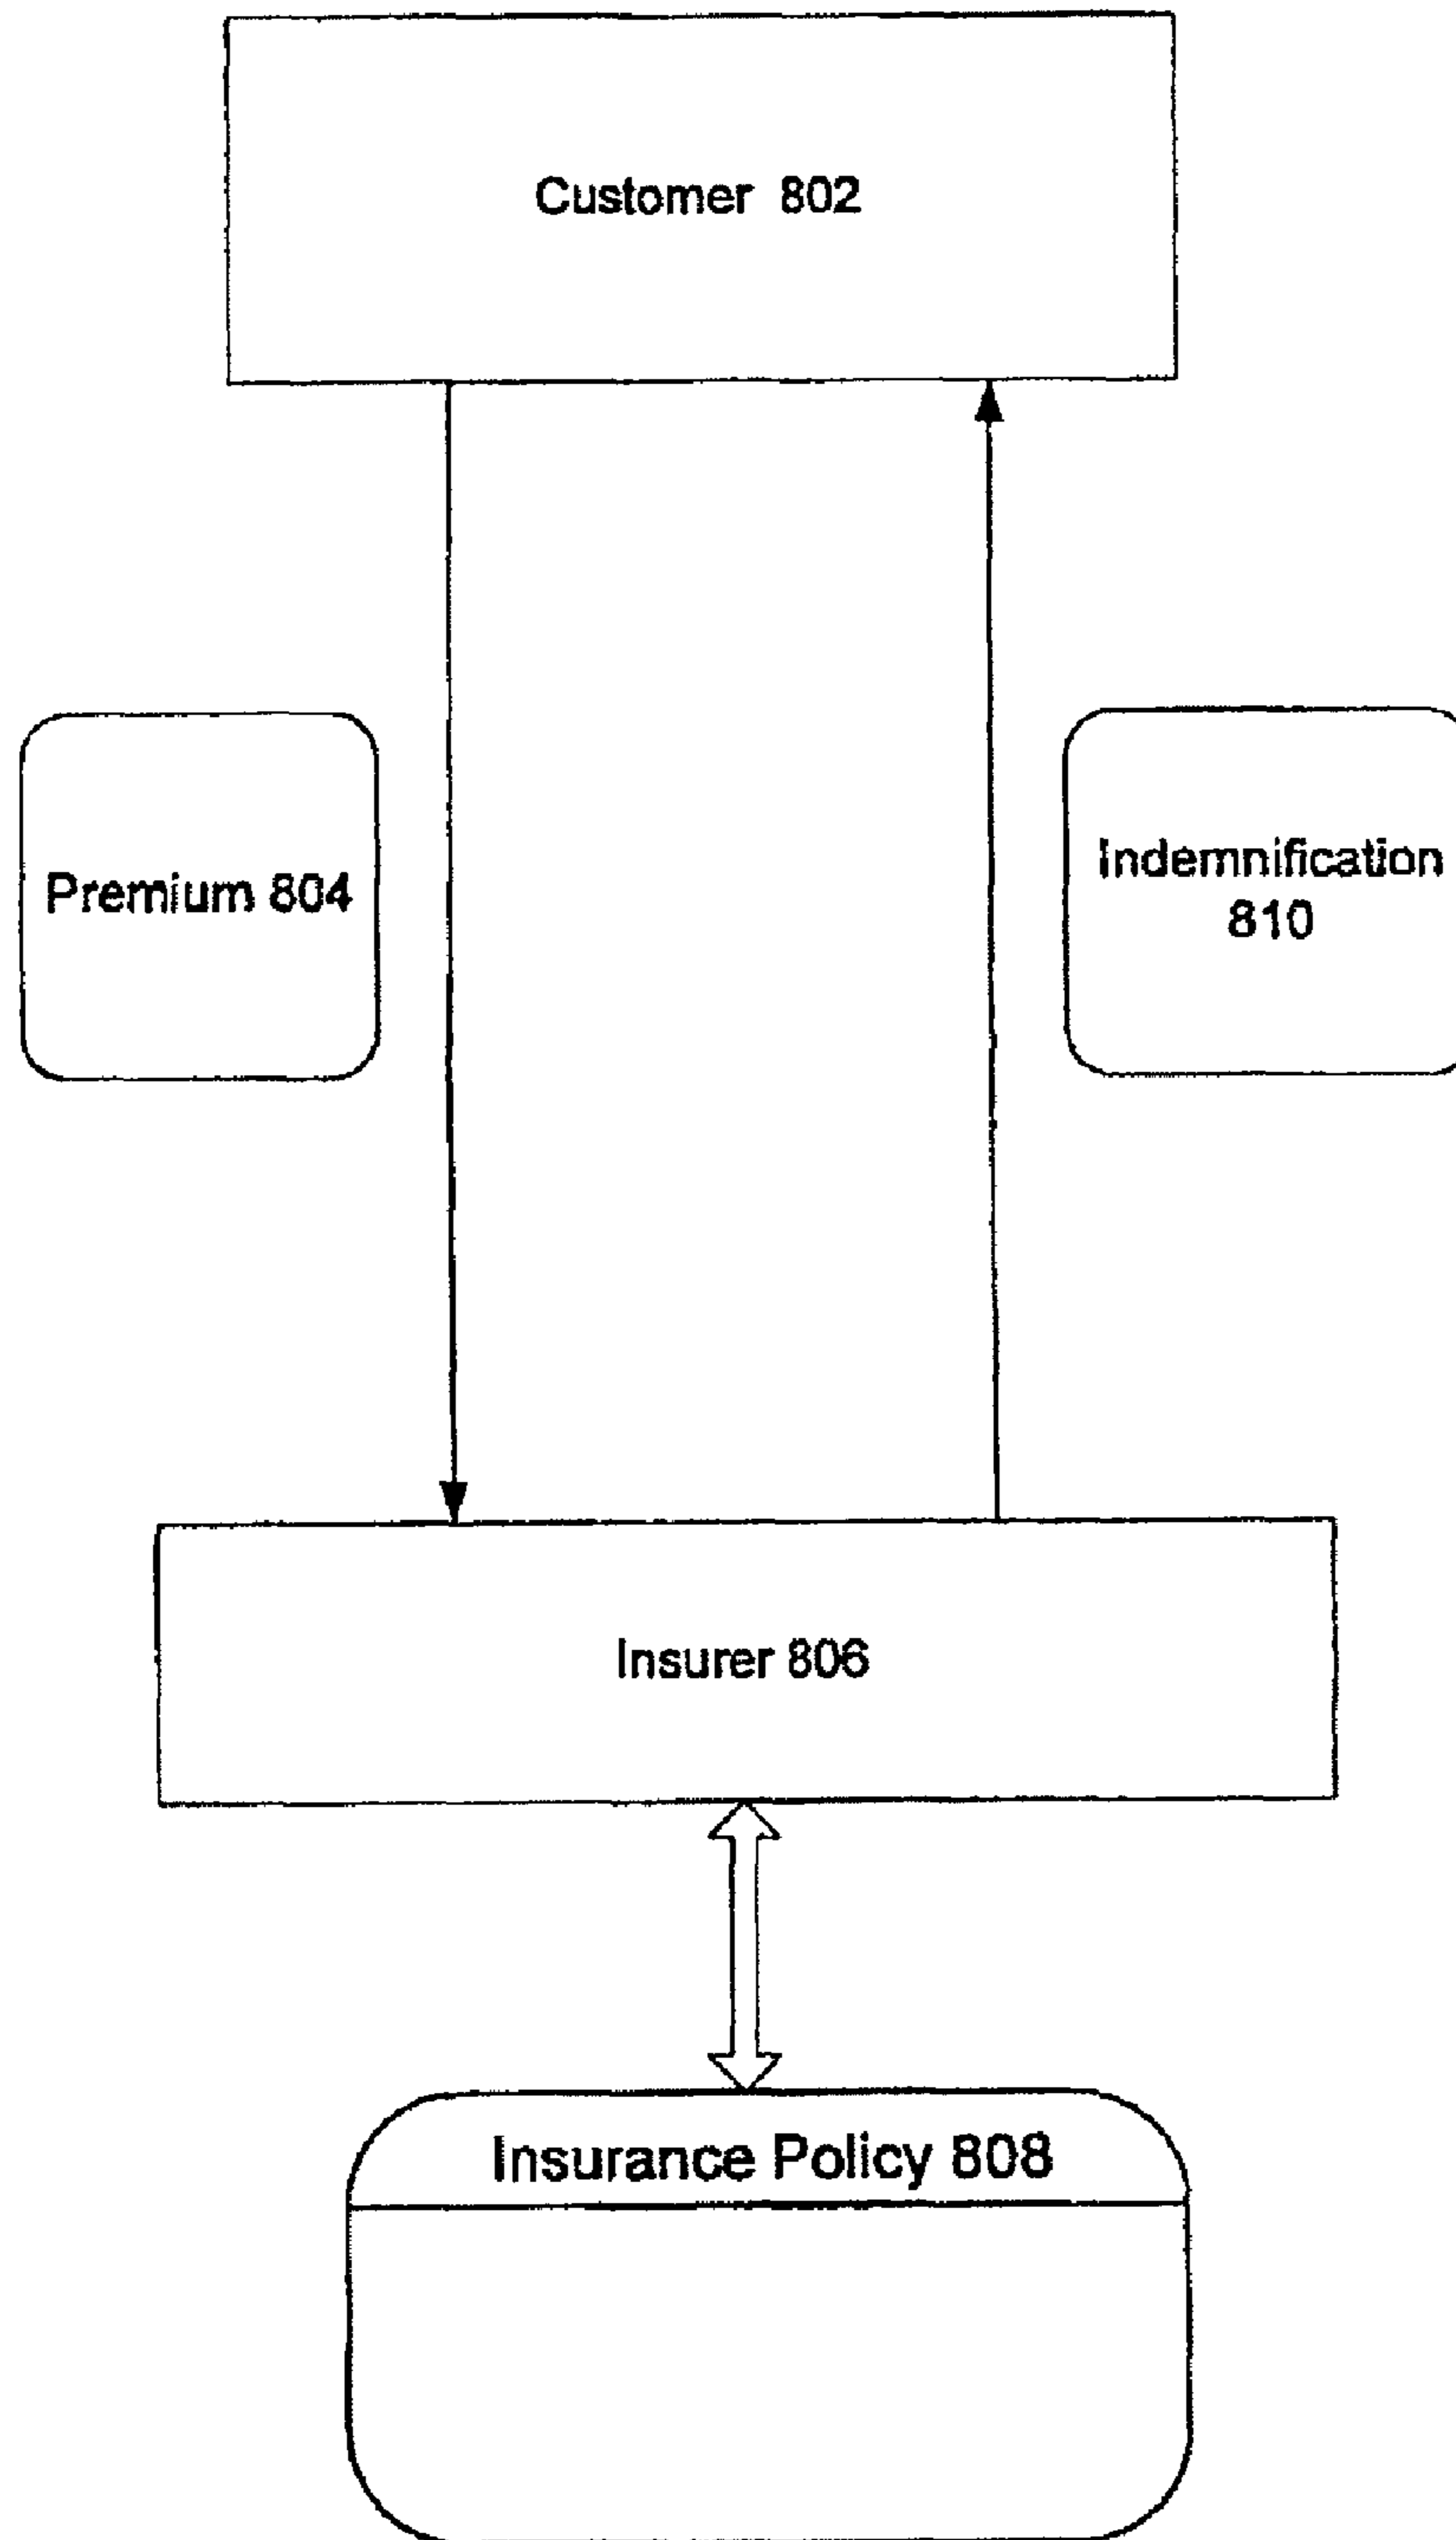 Customer 802
Premium 804
Indemnification
810
Insurer 806
Insurance Policy 808